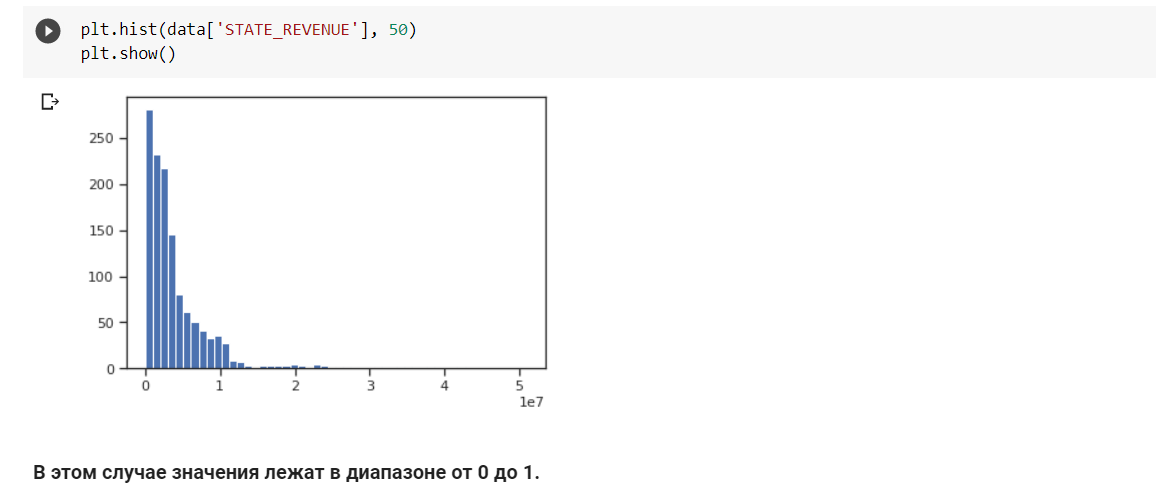 plt.hist(data['STATE_REVENUE'], 50)
plt.show()
250
200
150
100
50
0
0 1 2 3 4 5
1e7
В этом случае значения лежат в диапазоне от 0 до 1.